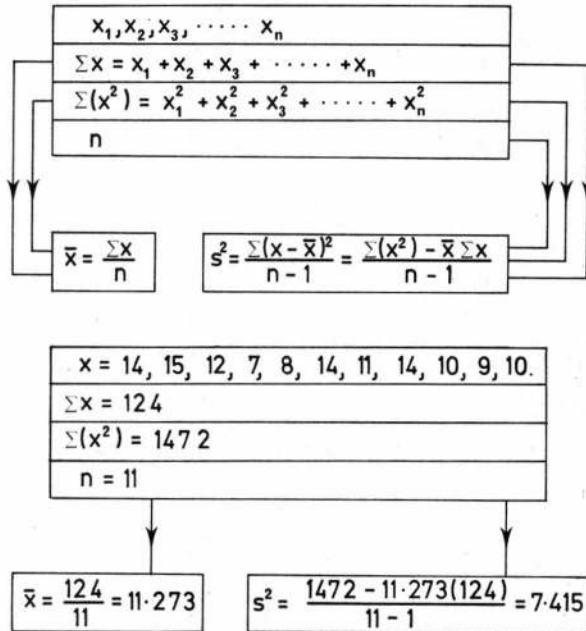 x₁, x₂, x₃, ····· xₙ
Σx = x₁ + x₂ + x₃ + ······ + xₙ
Σ(x²) = x₁² + x₂² + x₃² + ······ + xₙ²
n
x̄ = Σx / n
s² = Σ(x - x̄)² / n - 1 = Σ(x²) - x̄ Σx / n - 1
x = 14, 15, 12, 7, 8, 14, 11, 14, 10, 9, 10.
Σx = 124
Σ(x²) = 1472
n = 11
x̄ = 124 / 11 = 11·273
s² = 1472 - 11·273(124) / 11 - 1 = 7·415